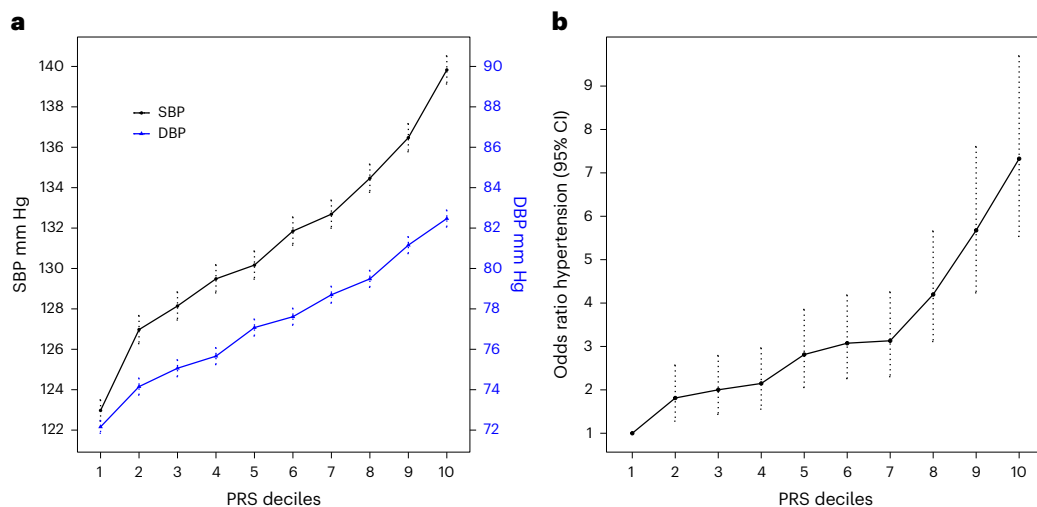 a
140
138
136
134
132
130
128
126
124
122
SBP mm Hg
SBP
DBP
90
88
86
84
82
80
78
76
74
72
DBP mm Hg
1 2 3 4 5 6 7 8 9 10
PRS deciles
b
9
8
7
6
5
4
3
2
1
Odds ratio hypertension (95% CI)
1 2 3 4 5 6 7 8 9 10
PRS deciles